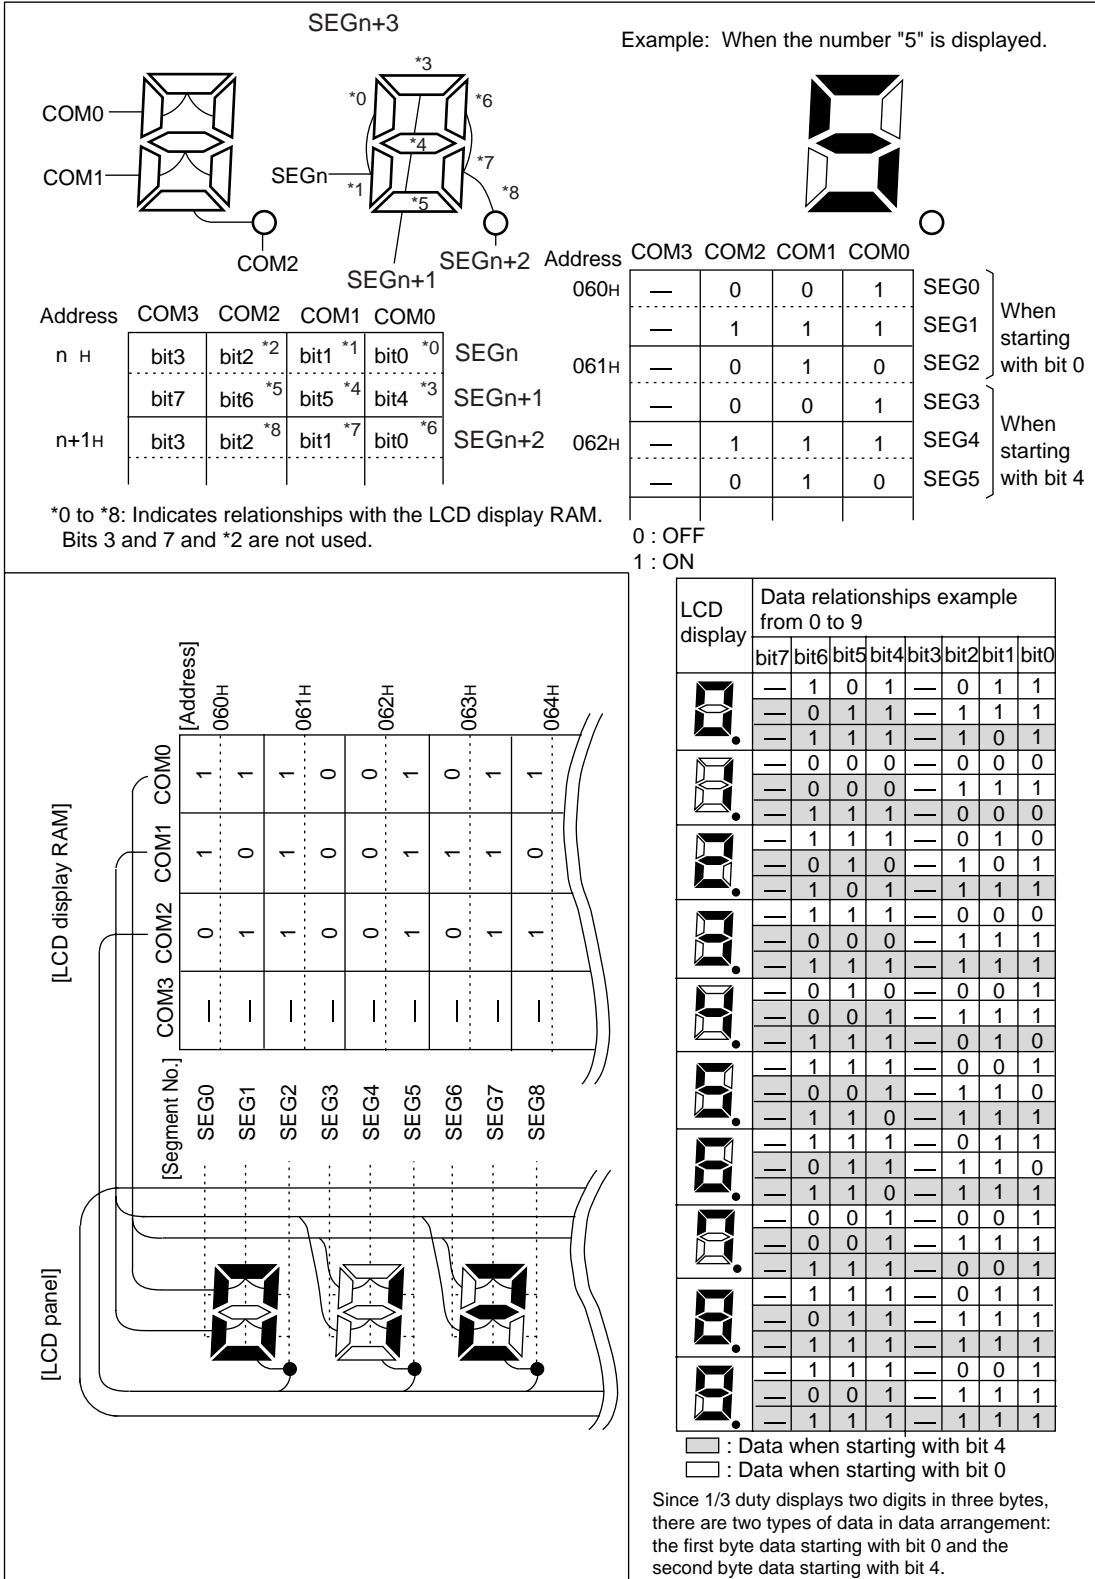 SEGn+3
Example: When the number "5" is displayed.
*3
*0
*6
COM0
*4
*7
COM1
SEGn
*1
*8
*5
COM2
SEGn+2
SEGn+1
Address COM3 COM2 COM1 COM0
060H — 0 0 1 SEG0
— 1 1 1 SEG1
061H — 0 1 0 SEG2
When starting with bit 0
— 0 0 1 SEG3
062H — 1 1 1 SEG4
— 0 1 0 SEG5
When starting with bit 4
0 : OFF
1 : ON
Address COM3 COM2 COM1 COM0
n H bit3 bit2 *2 bit1 *1 bit0 *0 SEGn
bit7 bit6 *5 bit5 *4 bit4 *3 SEGn+1
n+1H bit3 bit2 *8 bit1 *7 bit0 *6 SEGn+2
*0 to *8: Indicates relationships with the LCD display RAM.
Bits 3 and 7 and *2 are not used.
[LCD display RAM]
[Address] 060H 061H 062H 063H 064H
COM0 1 1 1 0 0 1 0 1 1
COM1 1 0 1 0 0 1 1 1 0
COM2 0 1 1 0 0 1 0 1 1
COM3 — — — — — — — — —
[Segment No.] SEG0 SEG1 SEG2 SEG3 SEG4 SEG5 SEG6 SEG7 SEG8
[LCD panel]
LCD display
Data relationships example from 0 to 9
bit7 bit6 bit5 bit4 bit3 bit2 bit1 bit0
— 1 0 1 — 0 1 1
— 0 1 1 — 1 1 1
— 1 1 1 — 1 0 1
— 0 0 0 — 0 0 0
— 0 0 0 — 1 1 1
— 1 1 1 — 0 0 0
— 1 1 1 — 0 1 0
— 0 1 0 — 1 0 1
— 1 0 1 — 1 1 1
— 1 1 1 — 0 0 0
— 0 0 0 — 1 1 1
— 1 1 1 — 1 1 1
— 0 1 0 — 0 0 1
— 0 0 1 — 1 1 1
— 1 1 1 — 0 1 0
— 1 1 1 — 0 0 1
— 0 0 1 — 1 1 0
— 1 1 0 — 1 1 1
— 1 1 1 — 0 1 1
— 0 1 1 — 1 1 0
— 1 1 0 — 1 1 1
— 0 0 1 — 0 0 1
— 0 0 1 — 1 1 1
— 1 1 1 — 0 0 1
— 1 1 1 — 0 1 1
— 0 1 1 — 1 1 1
— 1 1 1 — 1 1 1
— 1 1 1 — 0 0 1
— 0 0 1 — 1 1 1
— 1 1 1 — 1 1 1
: Data when starting with bit 4
: Data when starting with bit 0
Since 1/3 duty displays two digits in three bytes,
there are two types of data in data arrangement:
the first byte data starting with bit 0 and the
second byte data starting with bit 4.